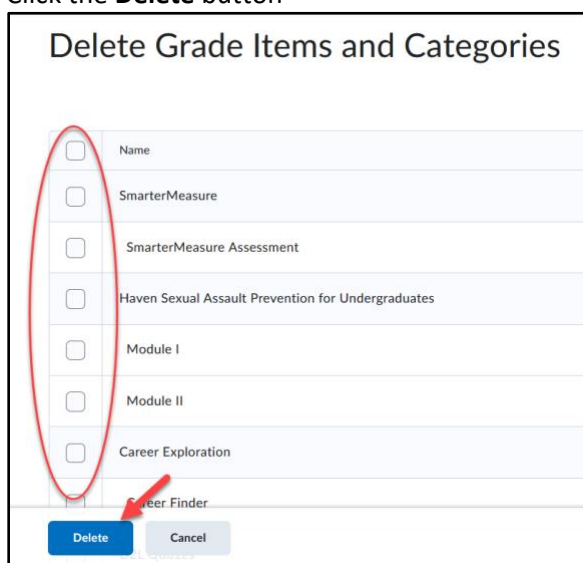 Click the Delete button
Delete Grade Items and Categories
Name
SmarterMeasure
SmarterMeasure Assessment
Haven Sexual Assault Prevention for Undergraduates
Module I
Module II
Career Exploration
Career Finder
Delete Cancel